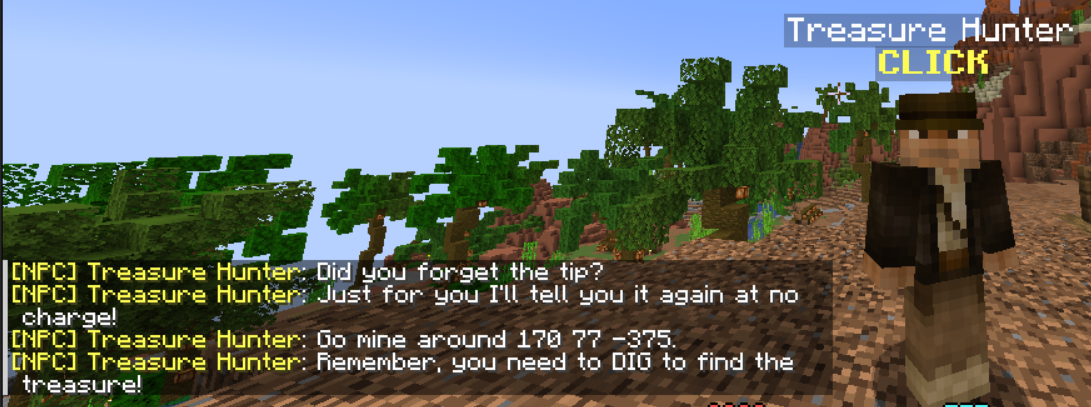 Treasure Hunter
CLICK
[NPC] Treasure Hunter: Did you forget the tip?
[NPC] Treasure Hunter: Just for you I'll tell you it again at no
charge!
[NPC] Treasure Hunter: Go mine around 170 77 -375.
[NPC] Treasure Hunter: Remember, you need to DIG to find the
treasure!